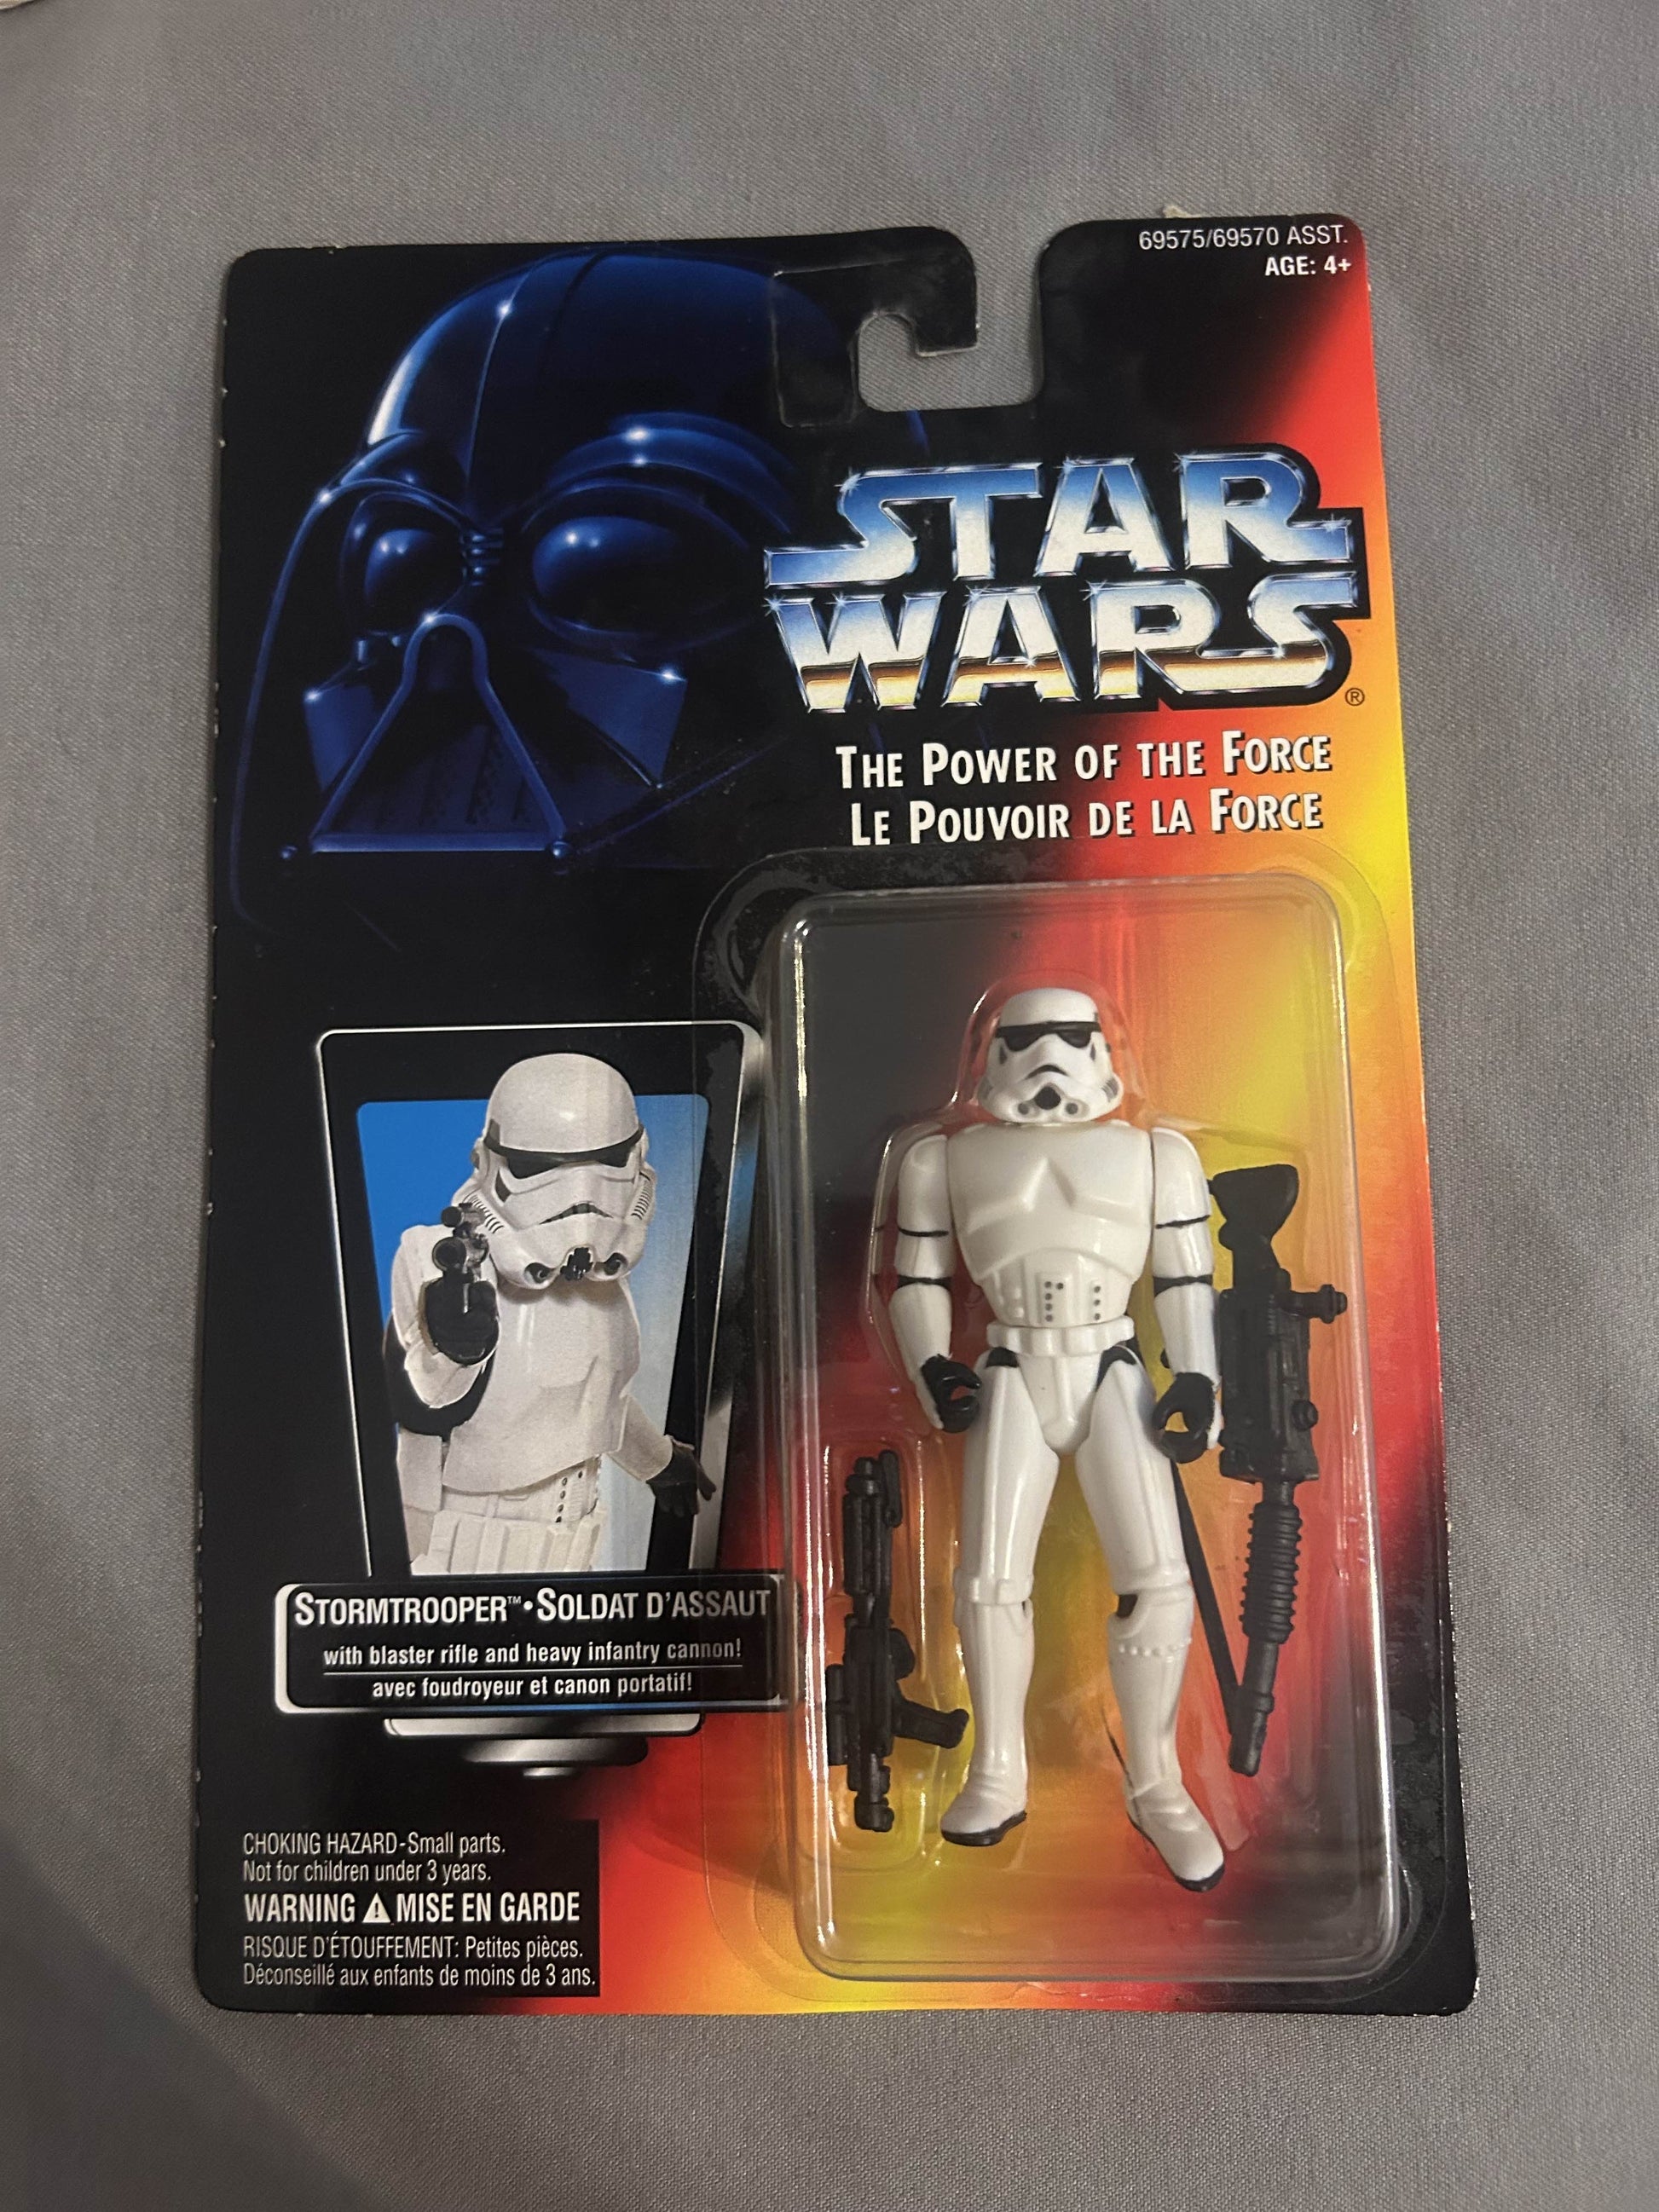 69575/69570 ASST.
AGE: 4+
STAR
WARS®
THE POWER OF THE FORCE
LE POUVOIR DE LA FORCE
STORMTROOPER™•SOLDAT D'ASSAUT
with blaster rifle and heavy infantry cannon!
avec foudroyeur et canon portatif!
CHOKING HAZARD-Small parts.
Not for children under 3 years.
WARNING ⚠ MISE EN GARDE
RISQUE D'ÉTOUFFEMENT: Petites pièces.
Déconseillé aux enfants de moins de 3 ans.